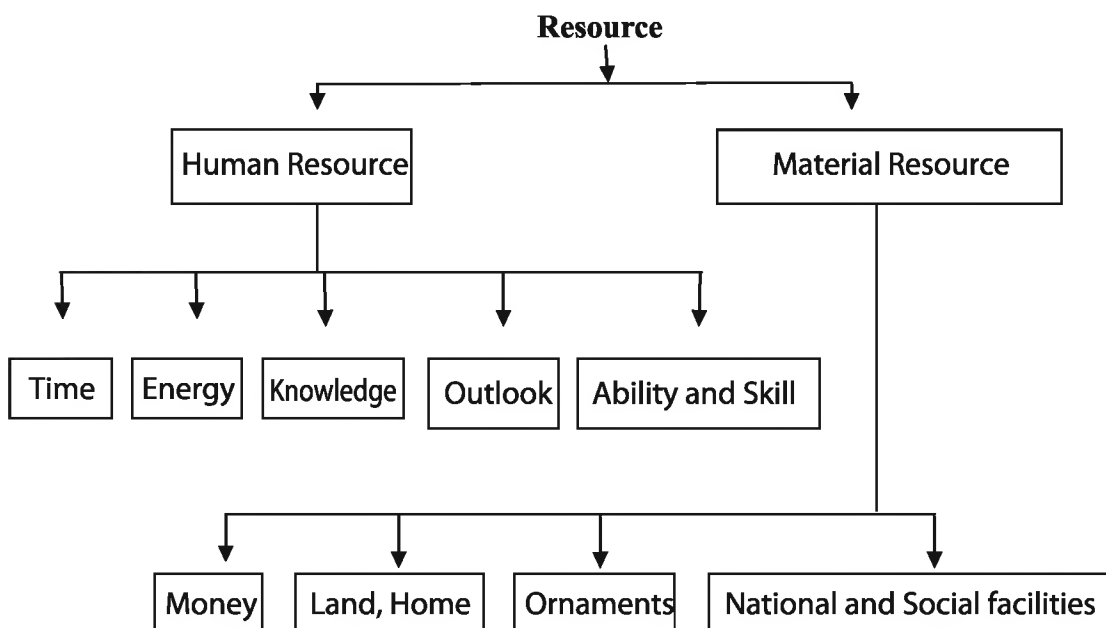 Resource
Human Resource
Material Resource
Time
Energy
Knowledge
Outlook
Ability and Skill
Money
Land, Home
Ornaments
National and Social facilities